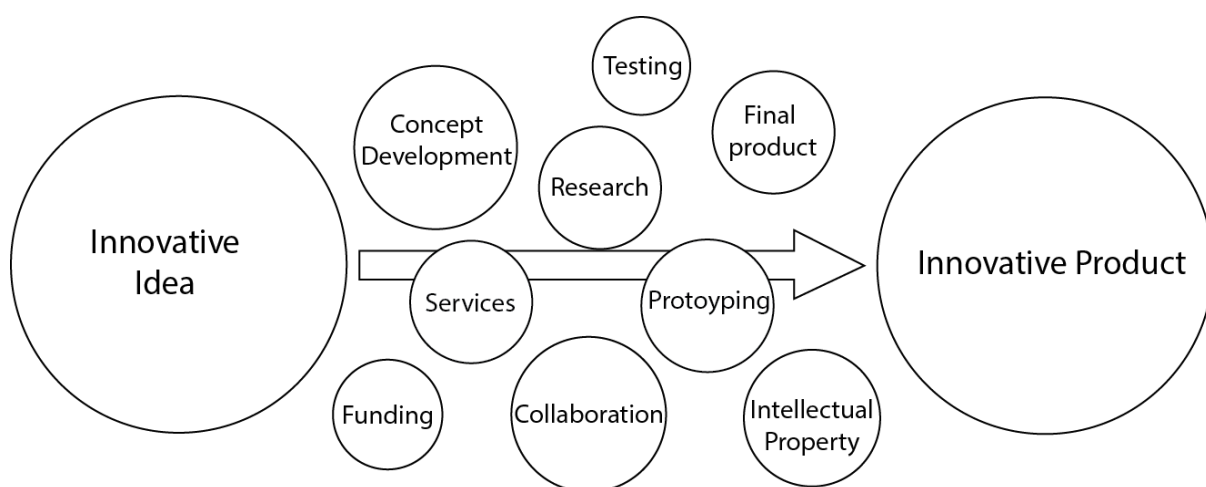 Innovative
Idea
Concept
Development
Testing
Research
Final
product
Services
Protoyping
Funding
Collaboration
Intellectual
Property
Innovative Product